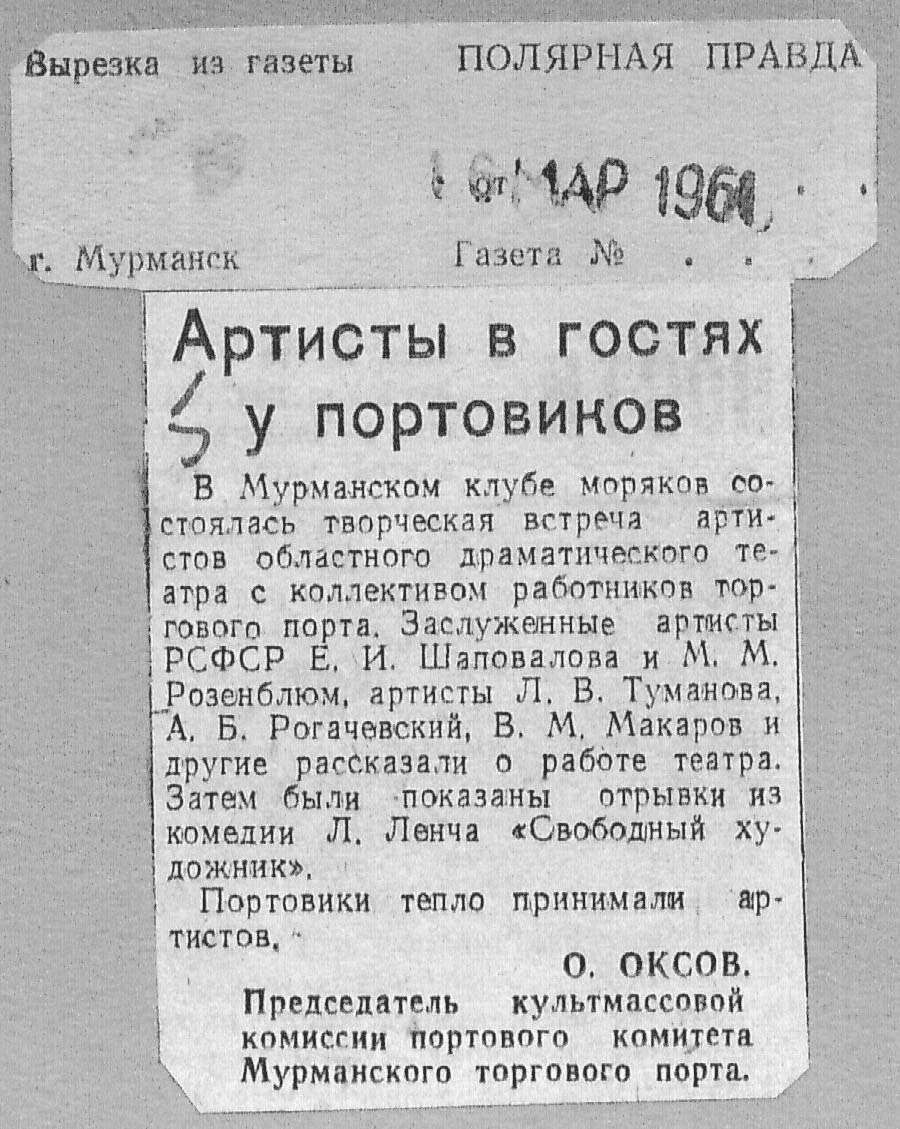 Вырезка из газеты ПОЛЯРНАЯ ПРАВДА
от МАР 1961
г. Мурманск Газета № . . .
Артисты в гостях
у портовиков
В Мурманском клубе моряков со-
стоялась творческая встреча арти-
стов областного драматического те-
атра с коллективом работников тор-
гового порта. Заслуженные артисты
РСФСР Е. И. Шаповалова и М. М.
Розенблюм, артисты Л. В. Туманова,
А. Б. Рогачевский, В. М. Макаров и
другие рассказали о работе театра.
Затем были показаны отрывки из
комедии Л. Ленча «Свободный ху-
дожник».
Портовики тепло принимали ар-
тистов.
О. ОКСОВ.
Председатель культмассовой
комиссии портового комитета
Мурманского торгового порта.